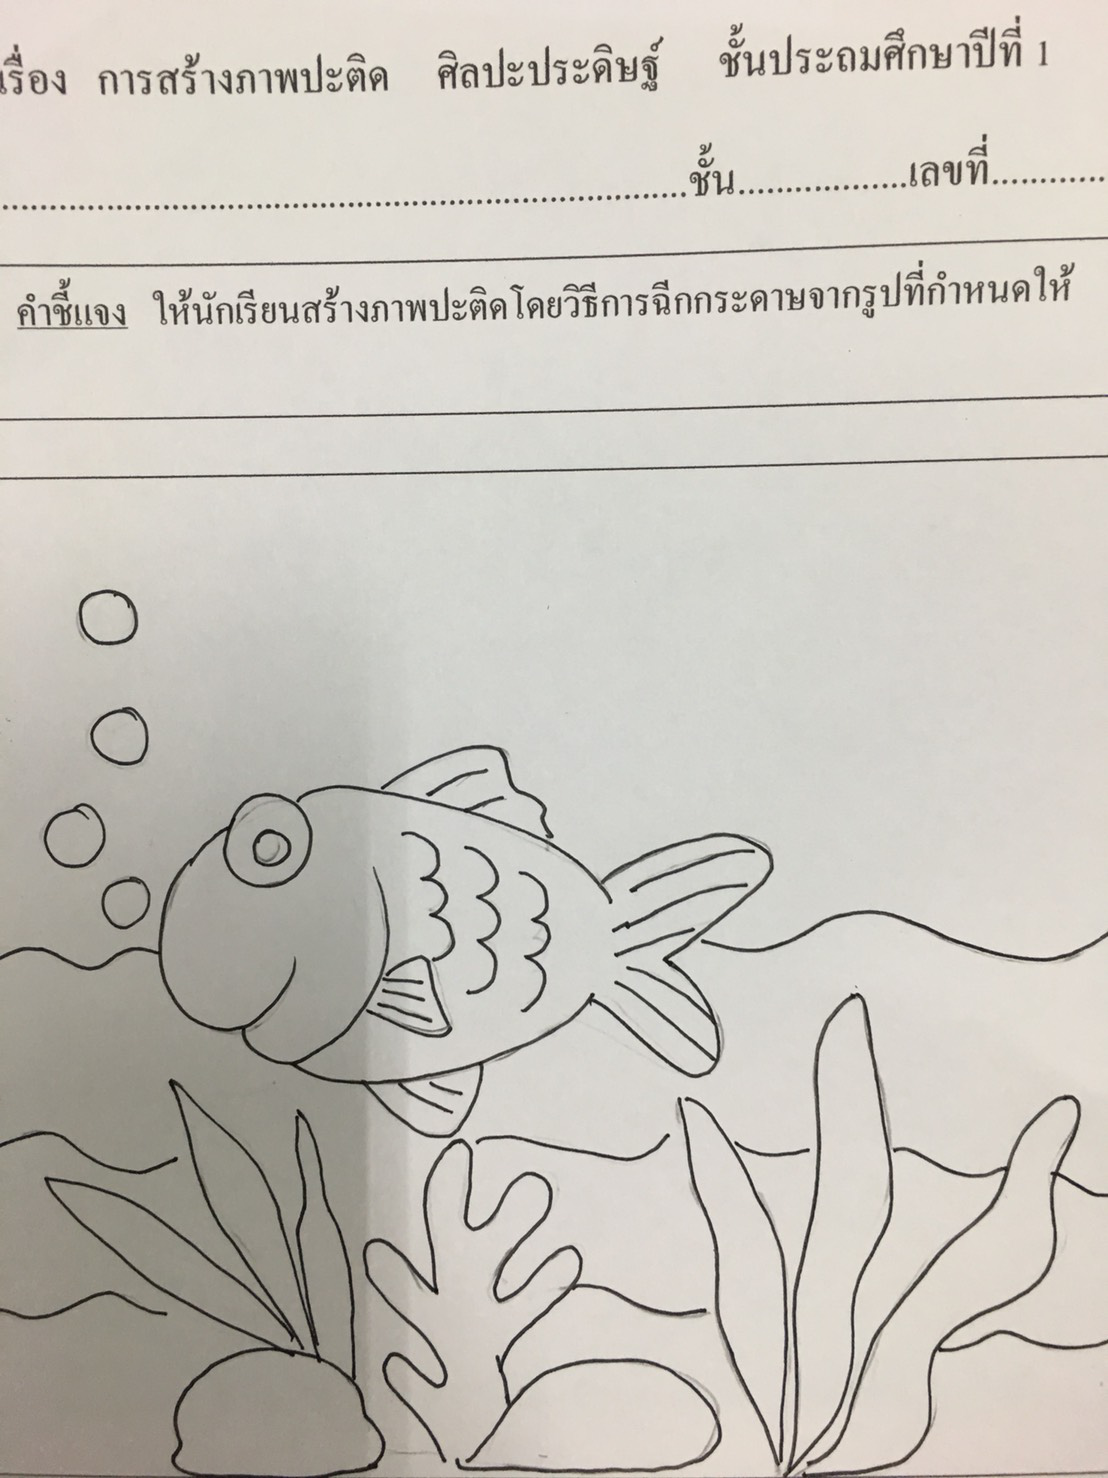 เรื่อง การสร้างภาพปะติด ศิลปะประดิษฐ์ ชั้นประถมศึกษาปีที่ 1
........................................ชั้น..................เลขที่............
คำชี้แจง ให้นักเรียนสร้างภาพปะติดโดยวิธีการฉีกกระดาษจากรูปที่กำหนดให้